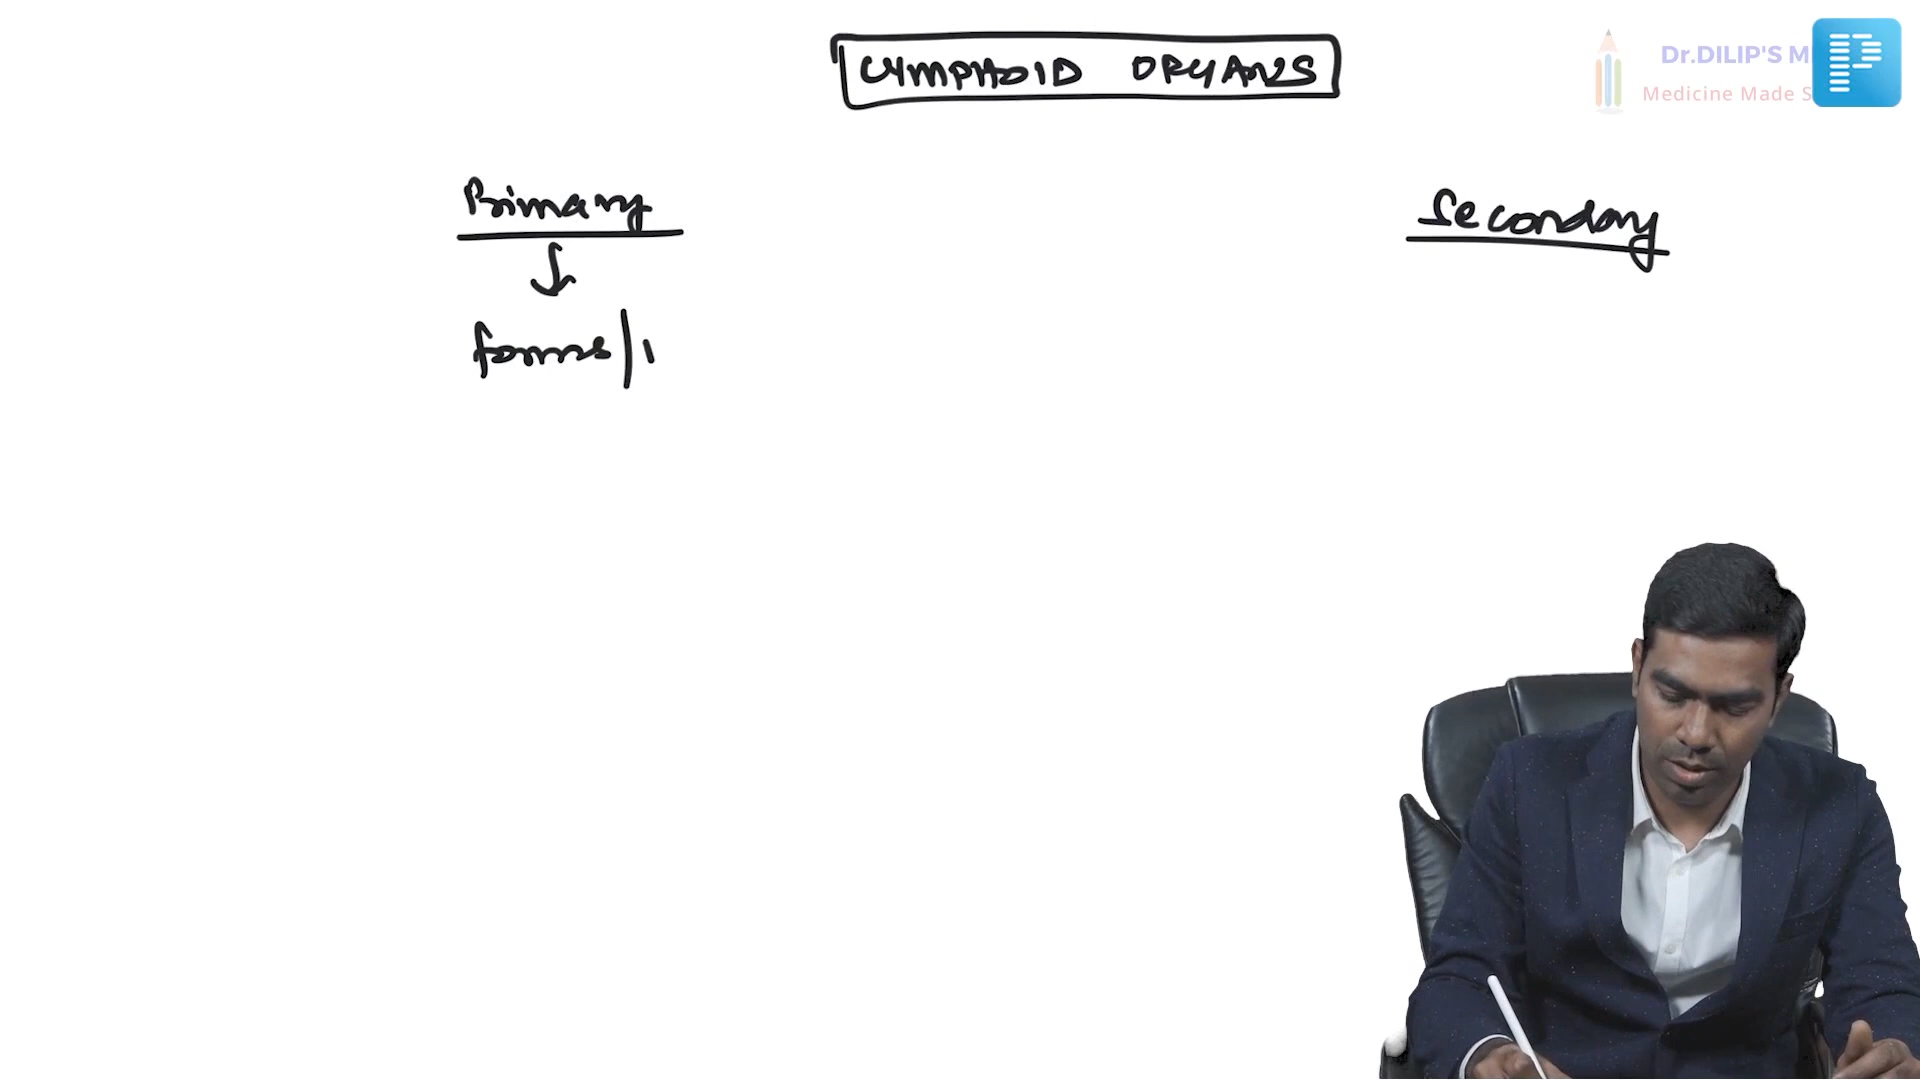 LYMPHOID ORGANS
Dr.DILIP'S M
Medicine Made S
Primary
Secondary
forms/